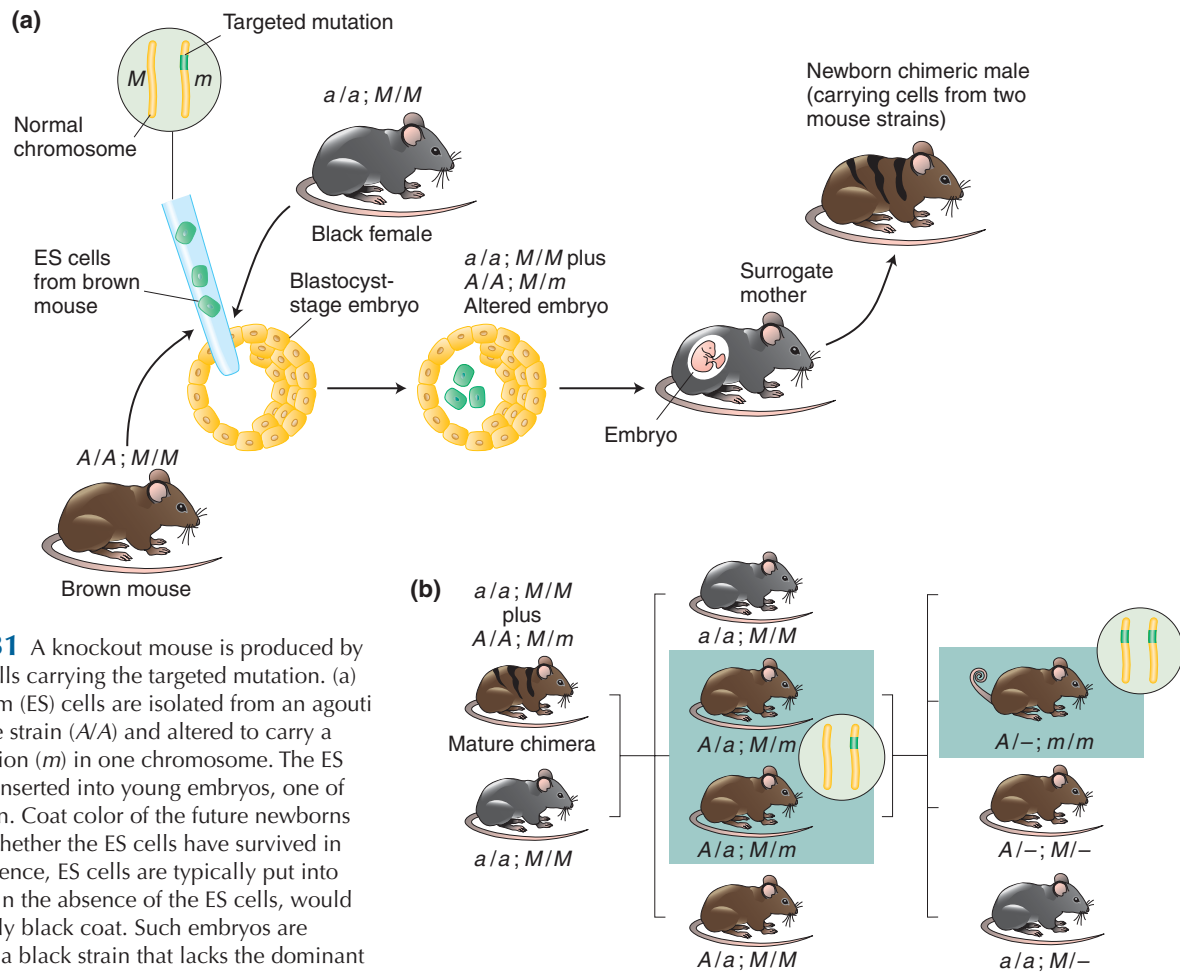 (a)
Targeted mutation
M
m
Normal
chromosome
a/a; M/M
Black female
ES cells
from brown
mouse
Blastocyst-
stage embryo
a/a; M/M plus
A/A; M/m
Altered embryo
Surrogate
mother
Newborn chimeric male
(carrying cells from two
mouse strains)
Embryo
A/A; M/M
Brown mouse
31 A knockout mouse is produced by
lls carrying the targeted mutation. (a)
m (ES) cells are isolated from an agouti
e strain (A/A) and altered to carry a
ion (m) in one chromosome. The ES
nserted into young embryos, one of
n. Coat color of the future newborns
hether the ES cells have survived in
ence, ES cells are typically put into
n the absence of the ES cells, would
ly black coat. Such embryos are
a black strain that lacks the dominant
(b)
a/a; M/M
plus
A/A; M/m
Mature chimera
a/a; M/M
a/a; M/M
A/a; M/m
A/a; M/m
A/a; M/M
A/–; m/m
A/–; M/–
a/a; M/–